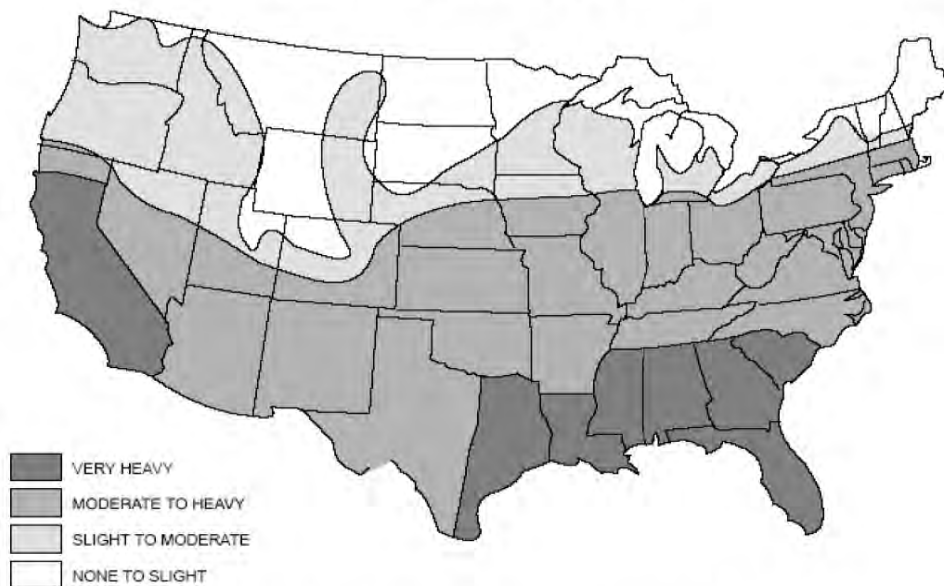 VERY HEAVY
MODERATE TO HEAVY
SLIGHT TO MODERATE
NONE TO SLIGHT